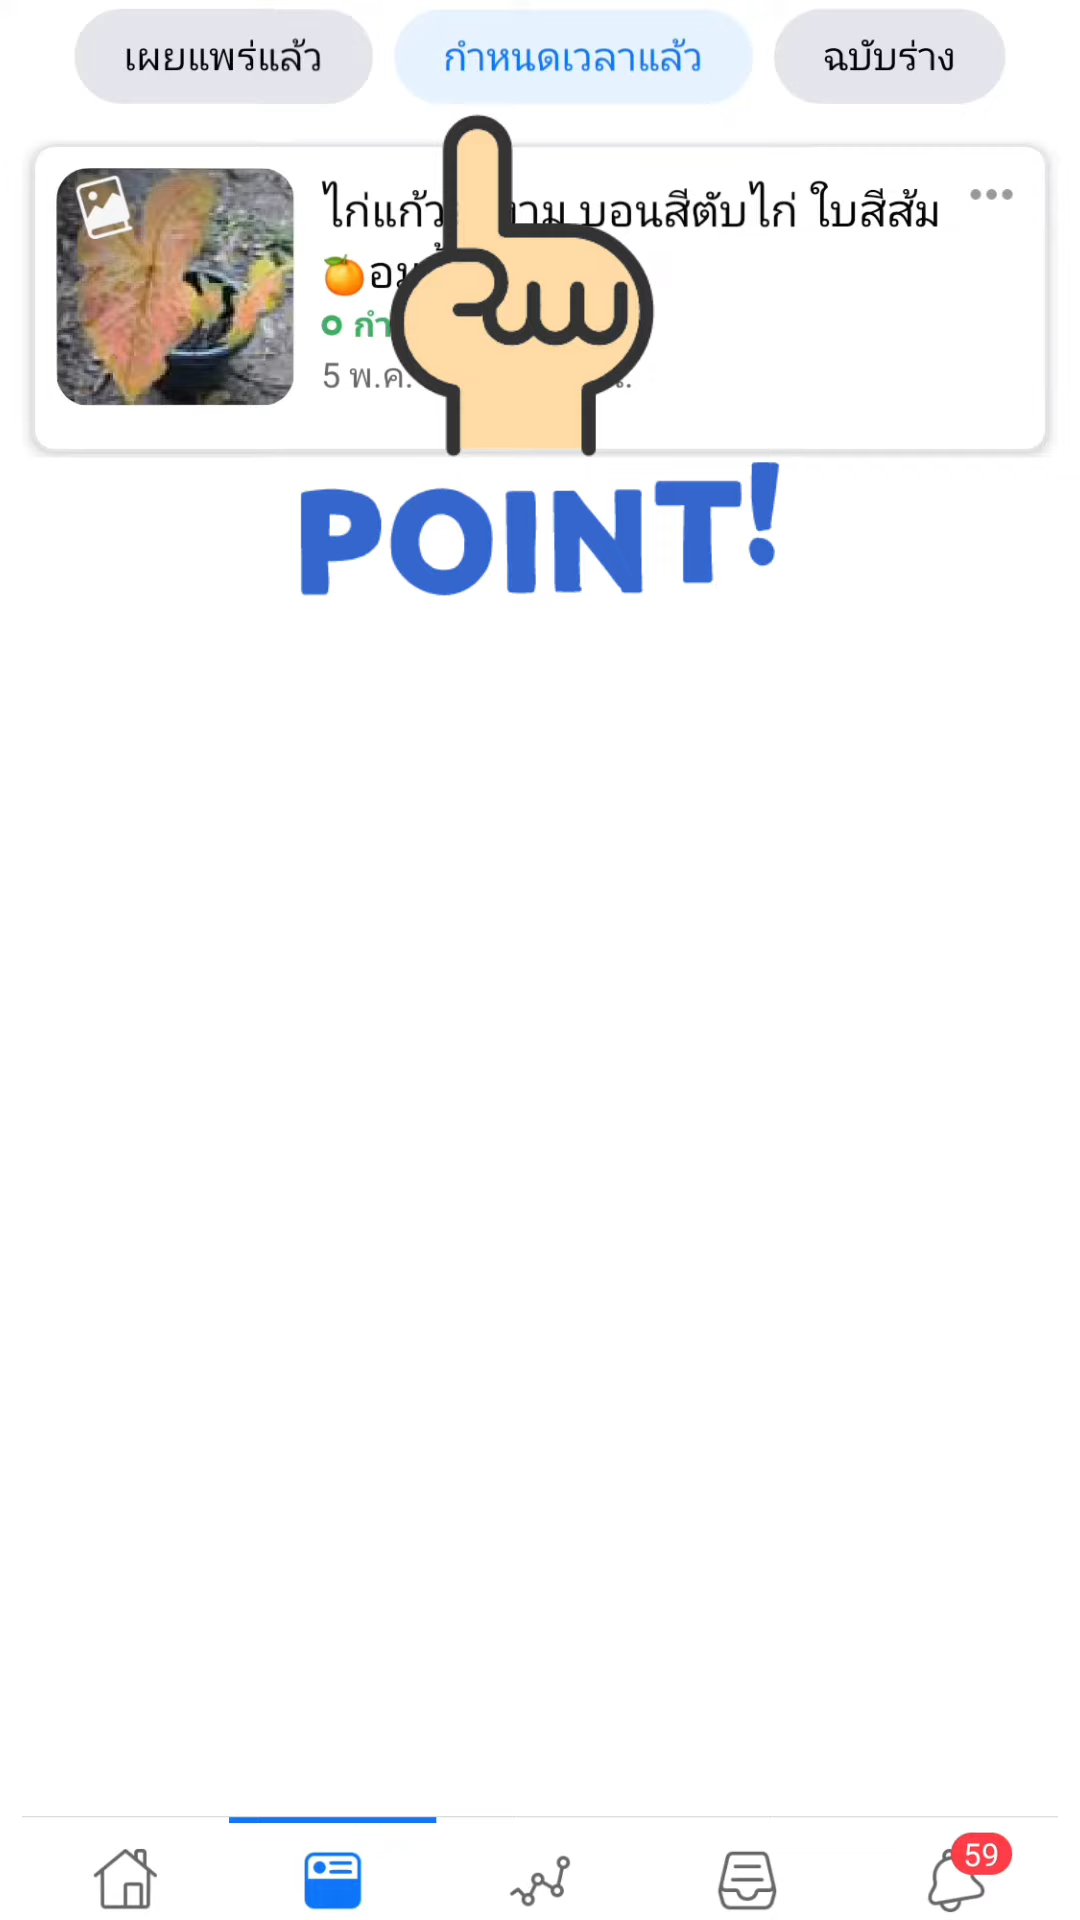 เผยแพร่แล้ว กำหนดเวลาแล้ว ฉบับร่าง
ไก่แก้ว บอนสีตับไก่ ใบสีส้ม
🍊
5 พ.ค.
POINT!
59